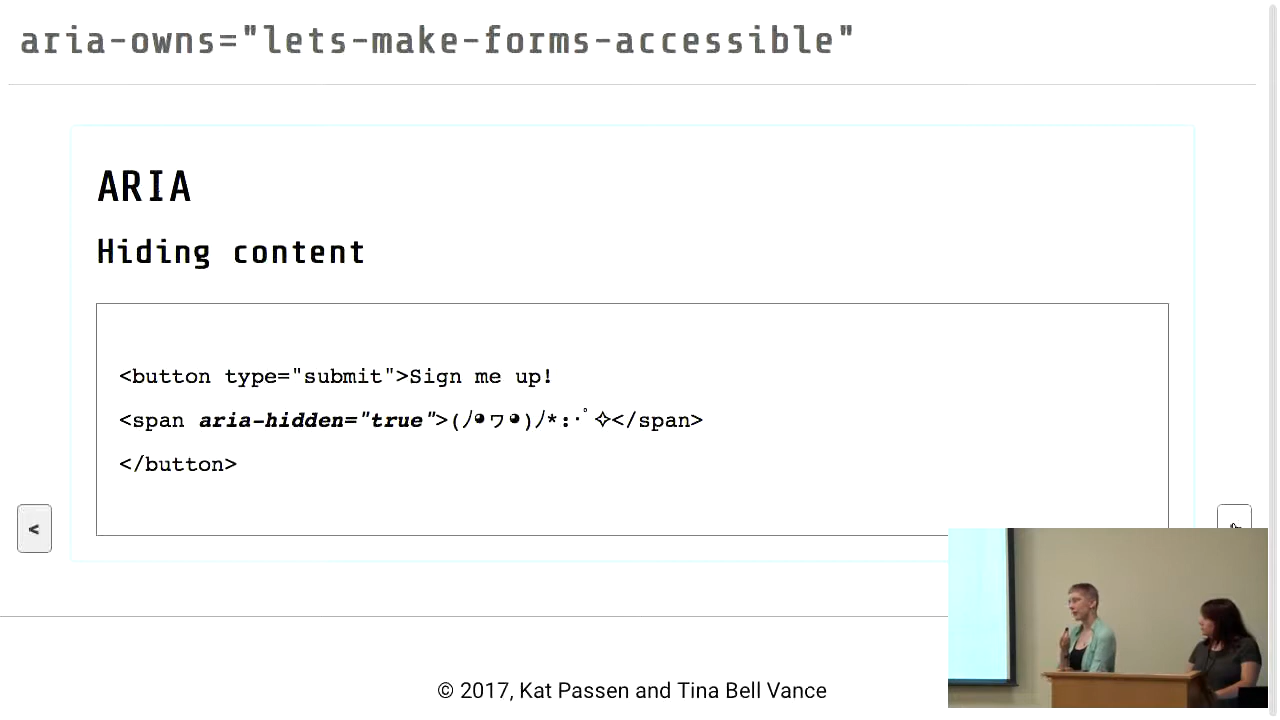 aria-owns="lets-make-forms-accessible"
ARIA
Hiding content
<button type="submit">Sign me up!
<span aria-hidden="true">(ﾉ◕ヮ◕)ﾉ*:･ﾟ✧</span>
</button>
<
© 2017, Kat Passen and Tina Bell Vance